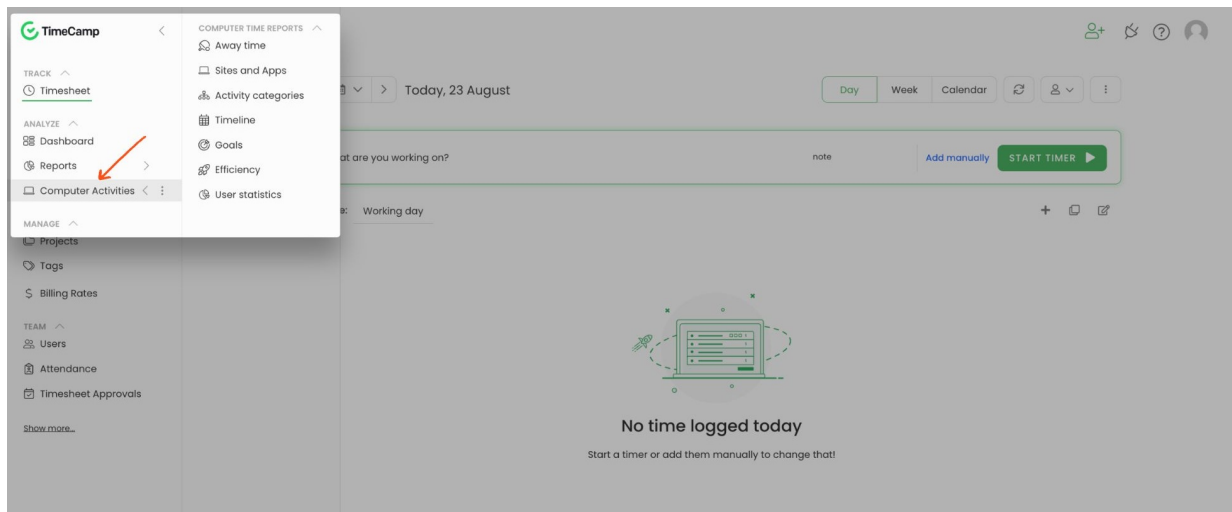 TimeCamp
TRACK
Timesheet
ANALYZE
Dashboard
Reports
Computer Activities
MANAGE
Projects
Tags
$ Billing Rates
TEAM
Users
Attendance
Timesheet Approvals
Show more...
COMPUTER TIME REPORTS
Away time
Sites and Apps
Activity categories
Timeline
Goals
Efficiency
User statistics
Today, 23 August
Day Week Calendar
are you working on? note Add manually START TIMER
Working day
No time logged today
Start a timer or add them manually to change that!